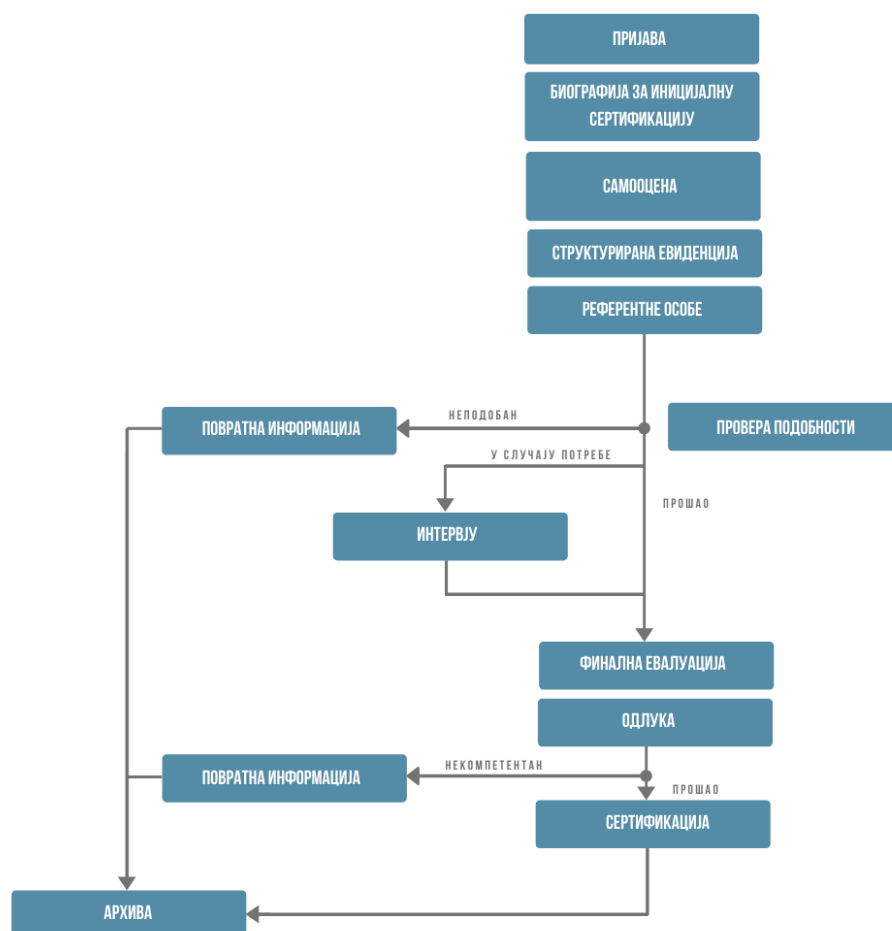 ПРИЈАВА
БИОГРАФИЈА ЗА ИНИЦИЈАЛНУ
СЕРТИФИКАЦИЈУ
САМООЦЕНА
СТРУКТУРИРАНА ЕВИДЕНЦИЈА
РЕФЕРЕНТНЕ ОСОБЕ
НЕПОДОБАН
ПОВРАТНА ИНФОРМАЦИЈА
ПРОВЕРА ПОДОБНОСТИ
У СЛУЧАЈУ ПОТРЕБЕ
ПРОШАО
ИНТЕРВЈУ
ФИНАЛНА ЕВАЛУАЦИЈА
ОДЛУКА
НЕКОМПЕТЕНТАН
ПОВРАТНА ИНФОРМАЦИЈА
ПРОШАО
СЕРТИФИКАЦИЈА
АРХИВА